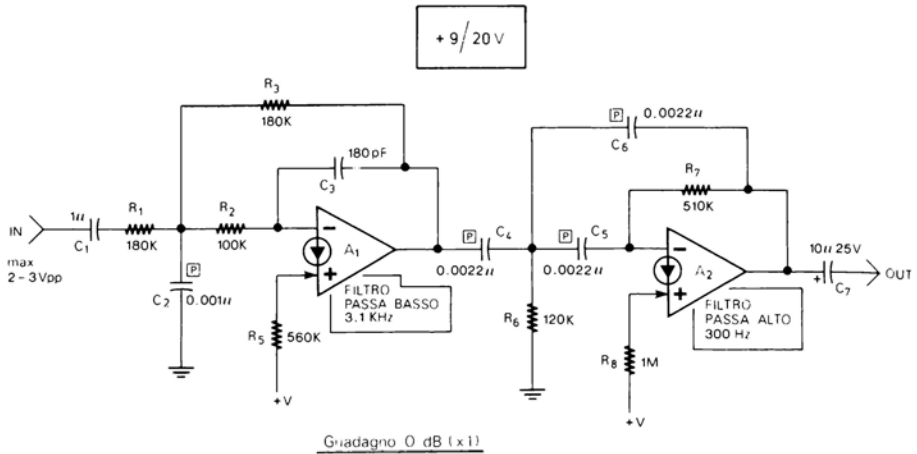 + 9/20 V
R3
180K
P
0.0022u
C6
180 pF
C3
R7
510K
IN
max
2-3Vpp
1u
C1
R1
180K
R2
100K
P
C2
0.001u
-
A1
+
FILTRO
PASSA BASSO
3.1 KHz
R5
560K
+V
P
C4
0.0022u
P
C5
0.0022u
R6
120K
-
A2
+
FILTRO
PASSA ALTO
300 Hz
R8
1M
+V
10u 25V
+
C7
OUT
Guadagno 0 dB (x1)